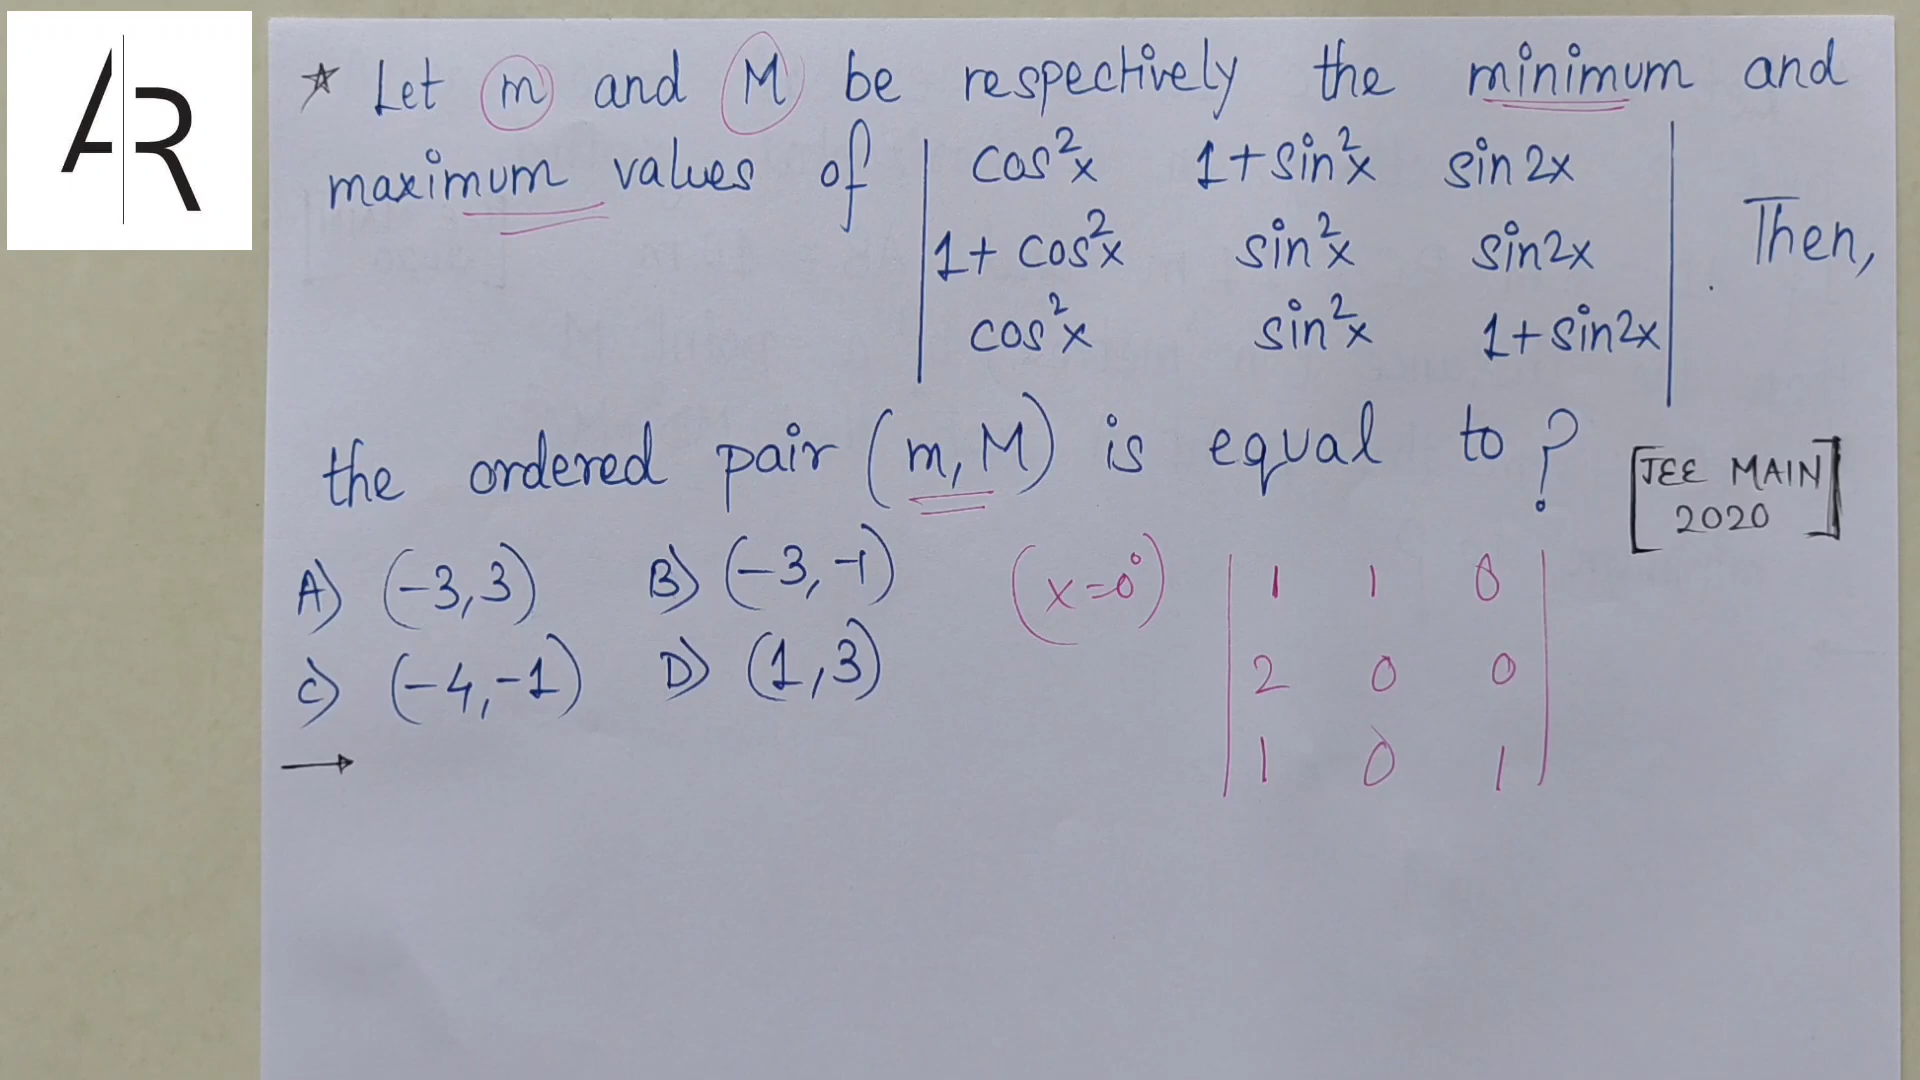 AR
* Let m and M be respectively the minimum and
maximum values of | cos²x 1+sin²x sin2x |
| 1+cos²x sin²x sin2x | . Then,
| cos²x sin²x 1+sin2x |
the ordered pair (m, M) is equal to ?
[JEE MAIN
2020]
A) (-3, 3) B) (-3, -1)
C) (-4, -1) D) (1, 3)
(x=0°) | 1 1 0 |
| 2 0 0 |
| 1 0 1 |
→